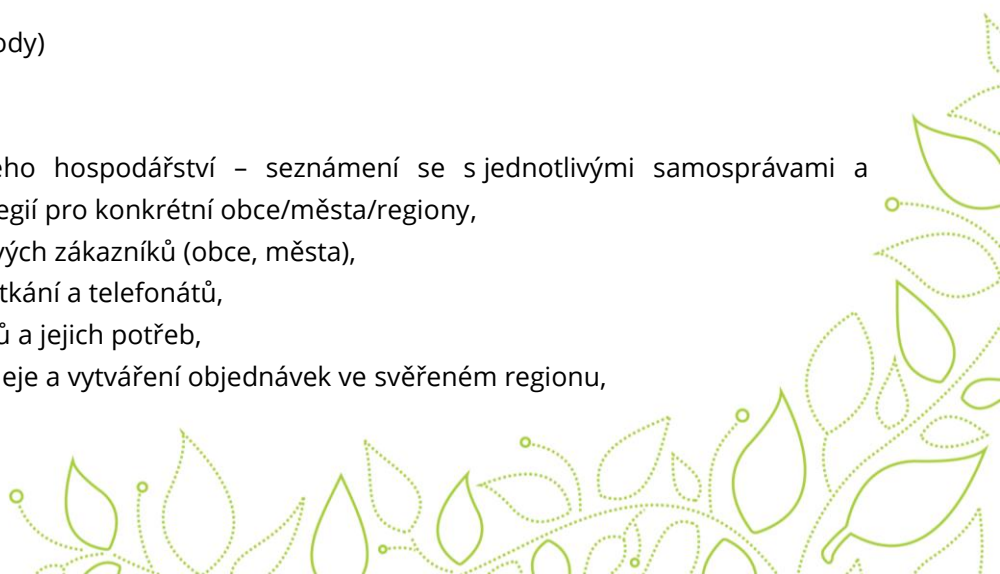 ody)
ého hospodářství – seznámení se s jednotlivými samosprávami a
egií pro konkrétní obce/města/regiony,
vých zákazníků (obce, města),
tkání a telefonátů,
ů a jejich potřeb,
eje a vytváření objednávek ve svěřeném regionu,